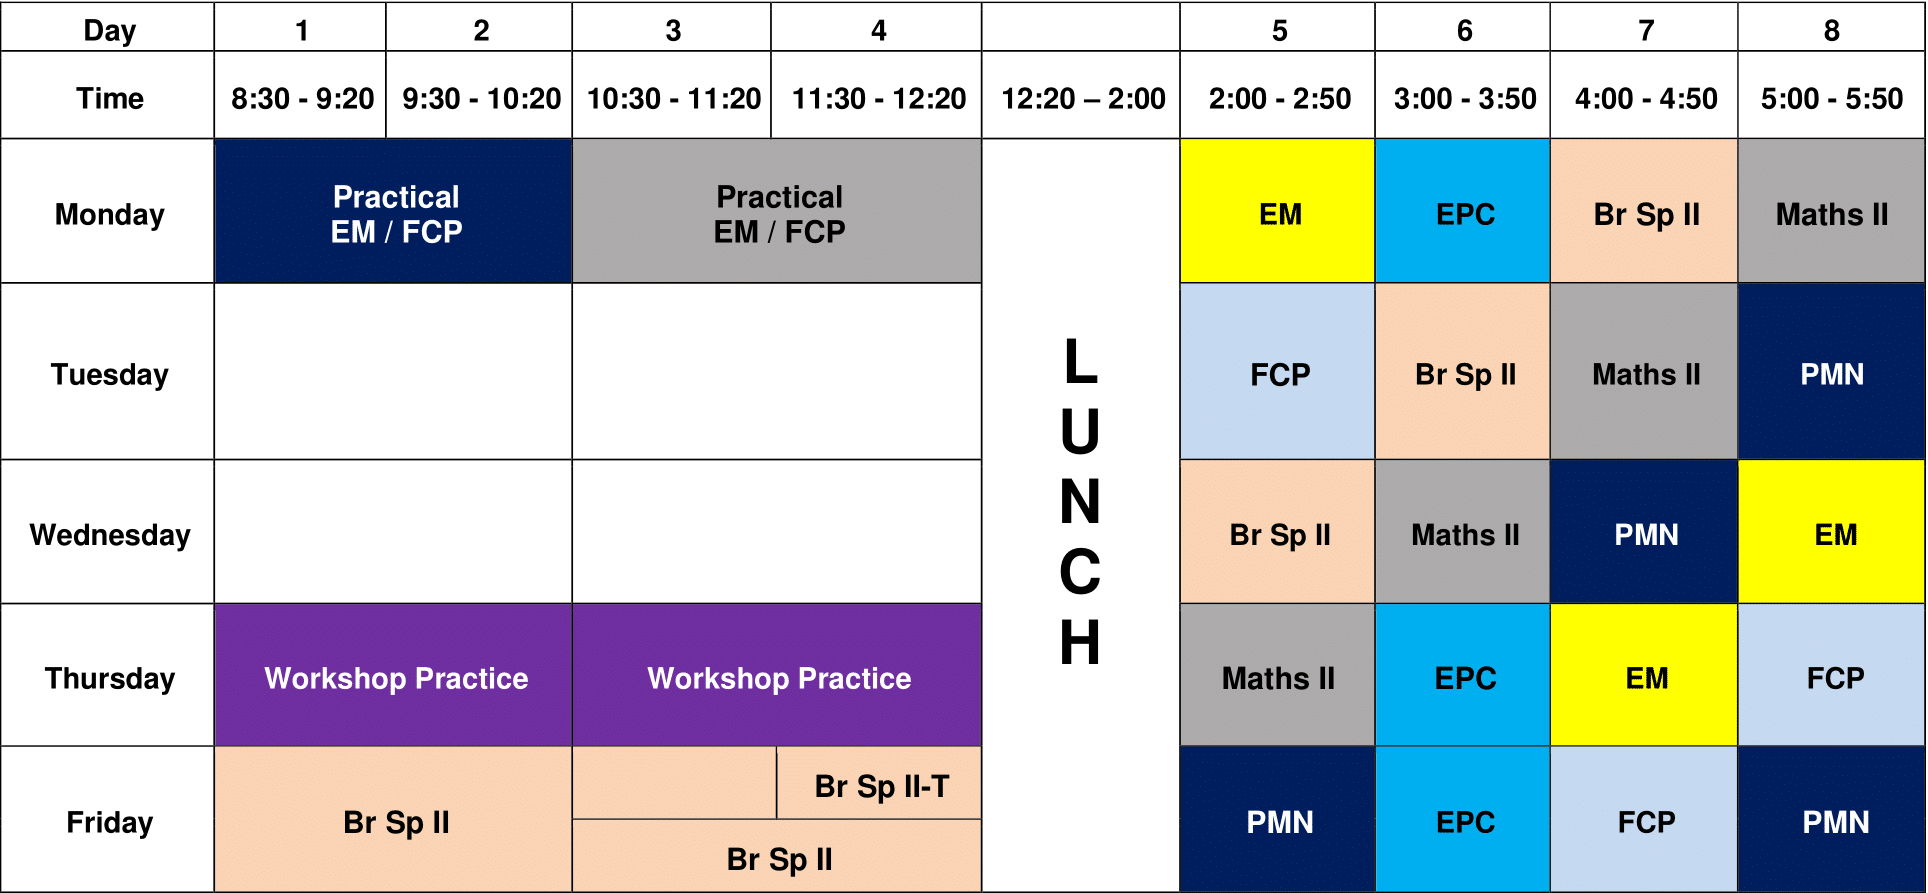 Day 1 2 3 4 5 6 7 8
Time 8:30 - 9:20 9:30 - 10:20 10:30 - 11:20 11:30 - 12:20 12:20 – 2:00 2:00 - 2:50 3:00 - 3:50 4:00 - 4:50 5:00 - 5:50
Monday
Practical
EM / FCP
Practical
EM / FCP
EM EPC Br Sp II Maths II
LUNCH
Tuesday FCP Br Sp II Maths II PMN
Wednesday Br Sp II Maths II PMN EM
Thursday Workshop Practice Workshop Practice Maths II EPC EM FCP
Friday Br Sp II
Br Sp II-T
Br Sp II
PMN EPC FCP PMN